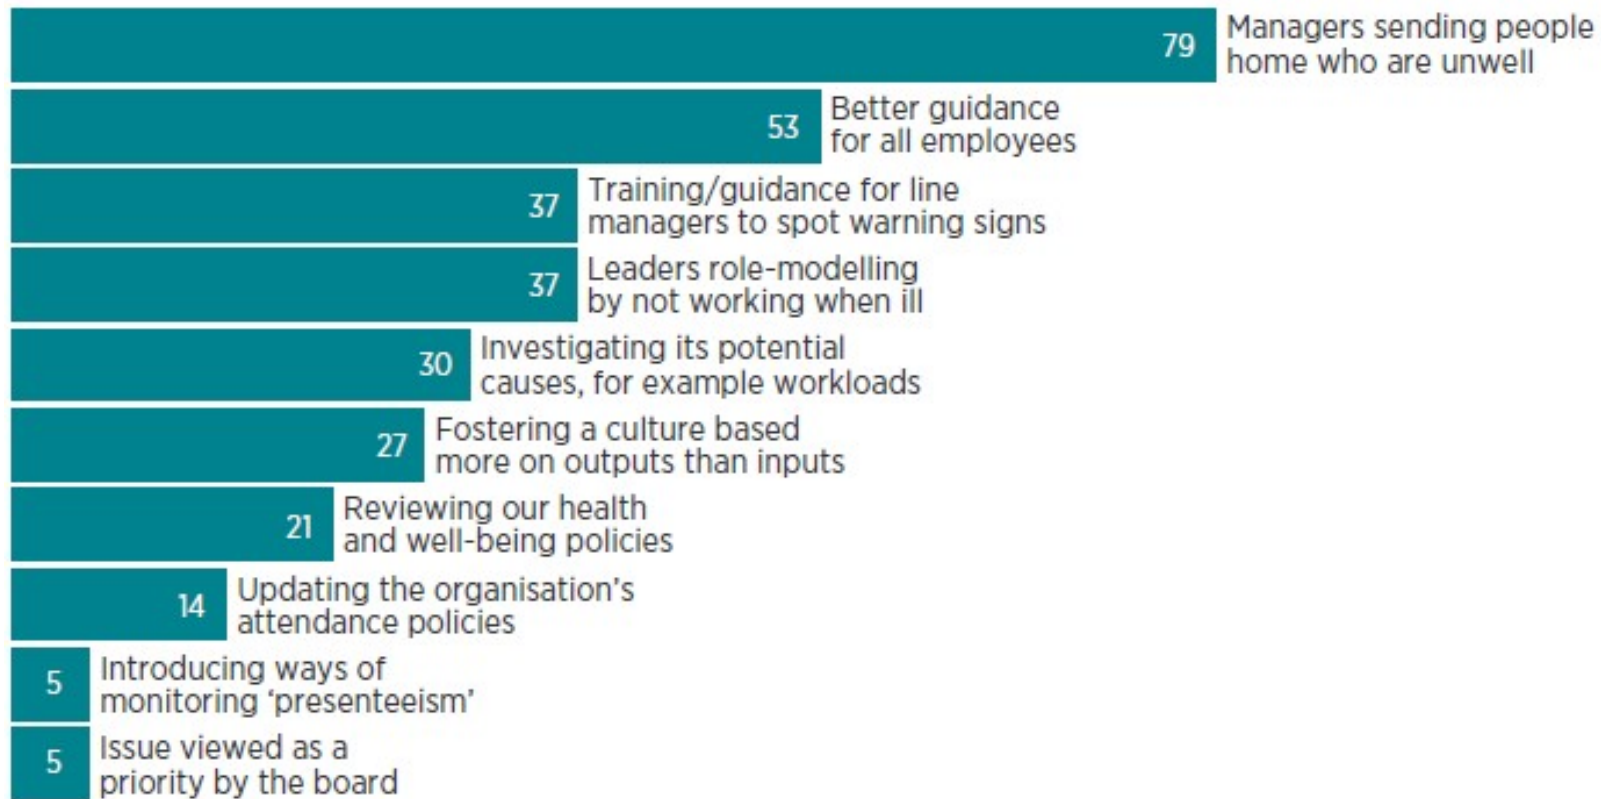 79 Managers sending people
home who are unwell
53 Better guidance
for all employees
37 Training/guidance for line
managers to spot warning signs
37 Leaders role-modelling
by not working when ill
30 Investigating its potential
causes, for example workloads
27 Fostering a culture based
more on outputs than inputs
21 Reviewing our health
and well-being policies
14 Updating the organisation’s
attendance policies
5 Introducing ways of
monitoring ‘presenteeism’
5 Issue viewed as a
priority by the board